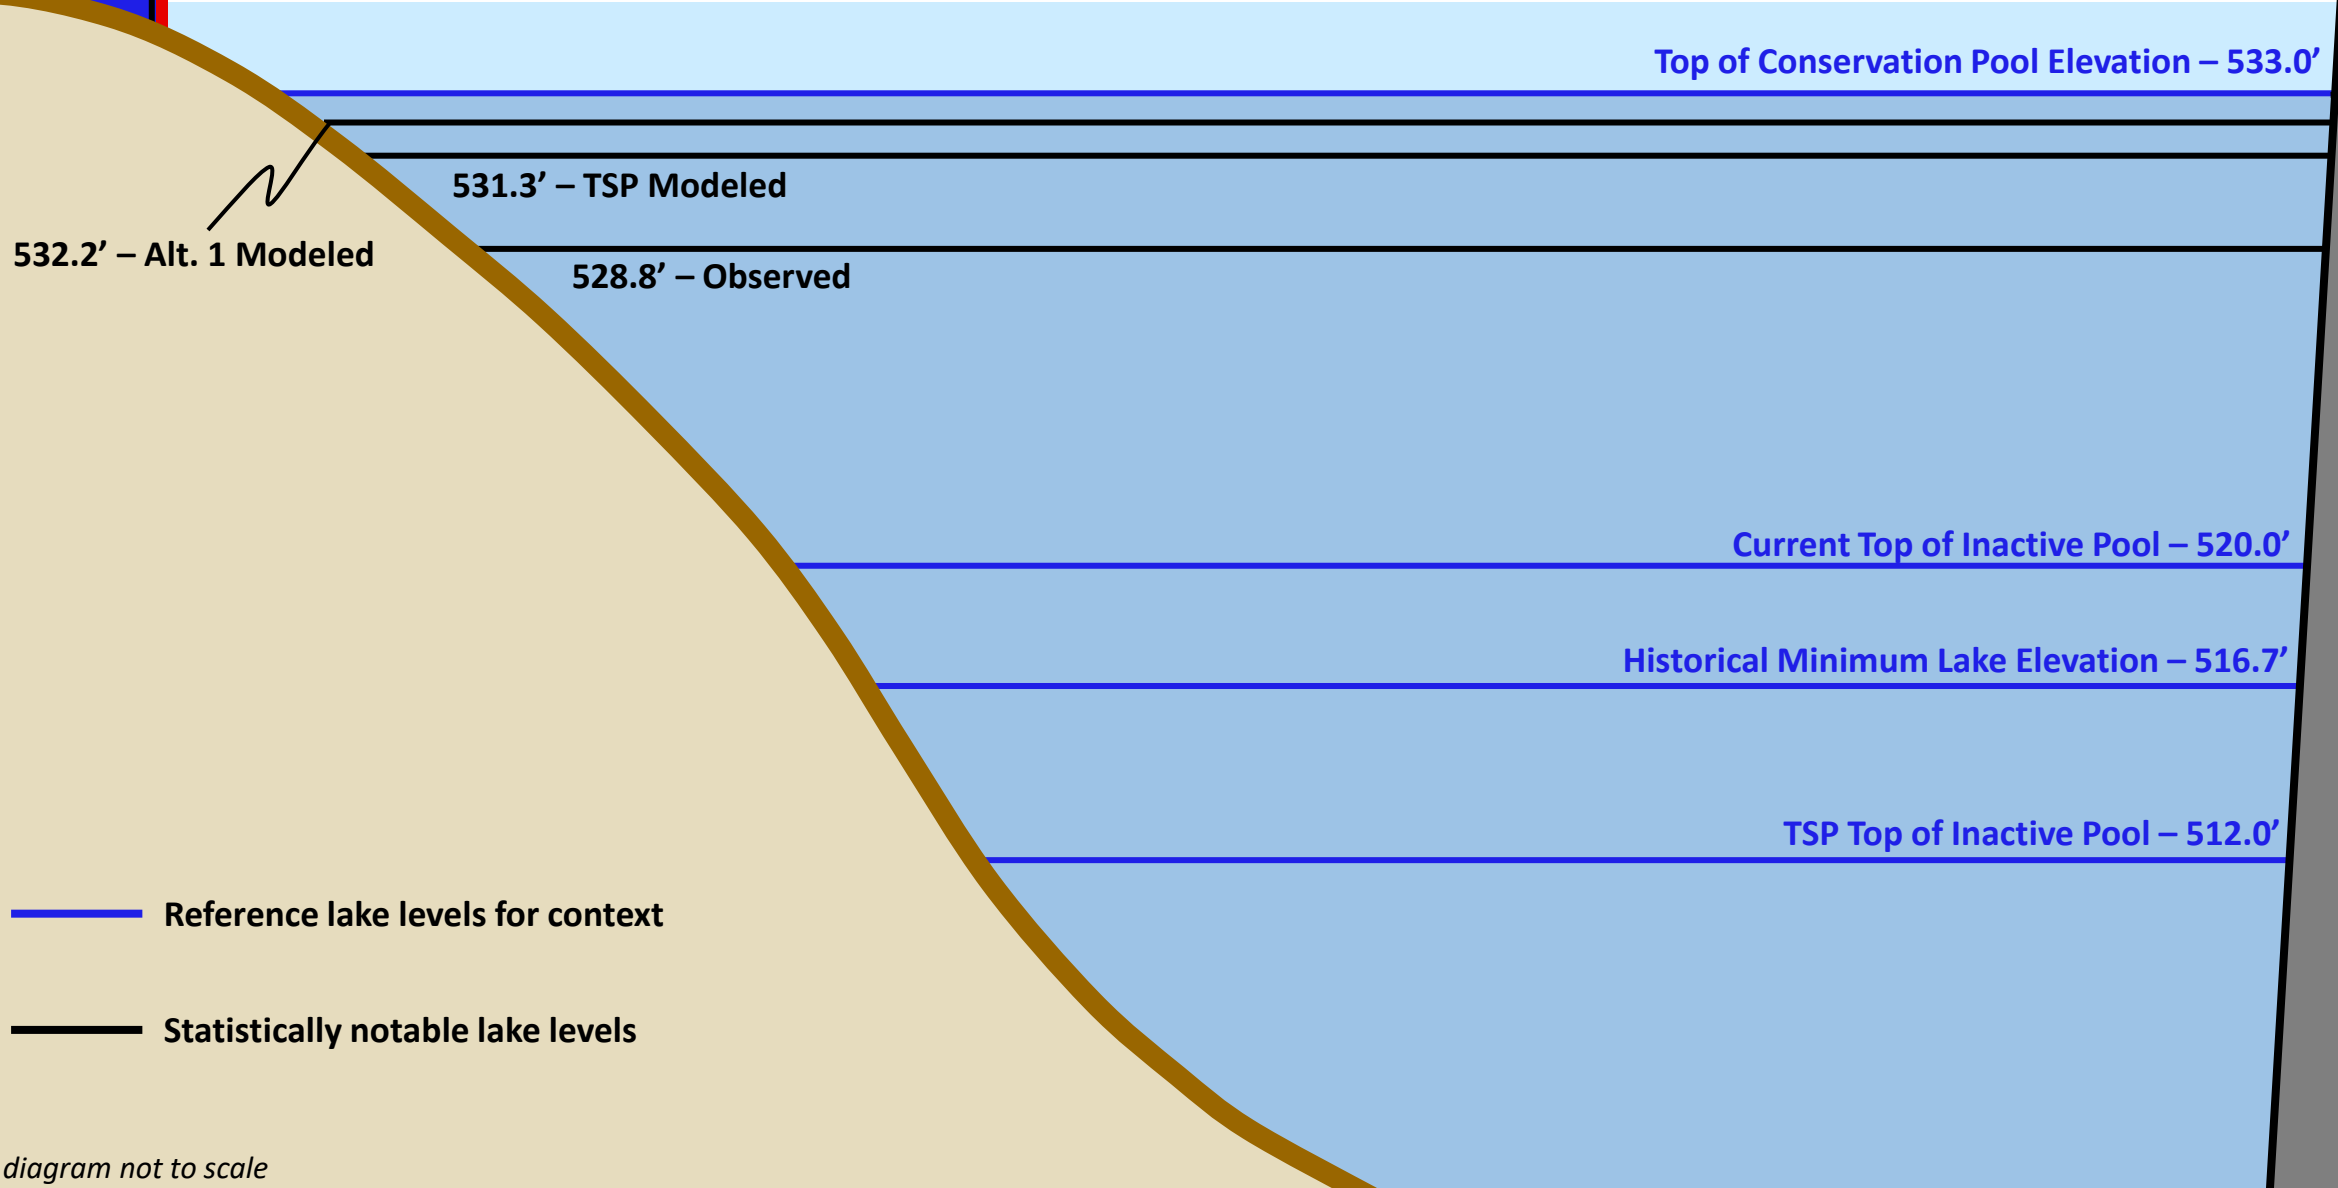 Top of Conservation Pool Elevation – 533.0’
531.3’ – TSP Modeled
532.2’ – Alt. 1 Modeled
528.8’ – Observed
Current Top of Inactive Pool – 520.0’
Historical Minimum Lake Elevation – 516.7’
TSP Top of Inactive Pool – 512.0’
Reference lake levels for context
Statistically notable lake levels
diagram not to scale